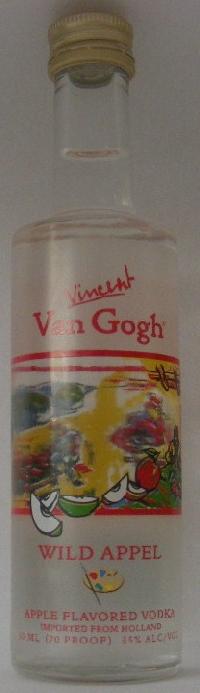 Vincent
Van Gogh
WILD APPEL
APPLE FLAVORED VODKA
IMPORTED FROM HOLLAND
50 ML (70 PROOF) 35% ALC/VOL